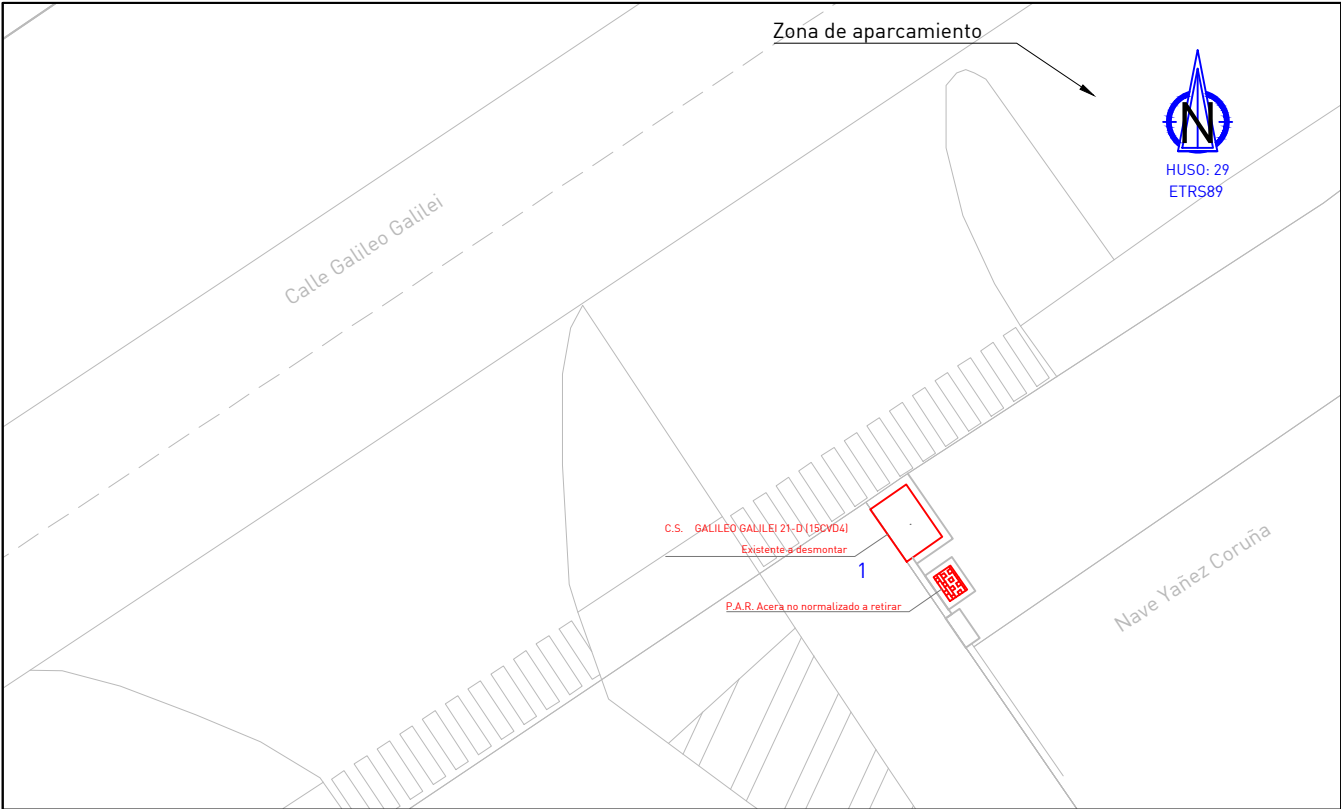 Zona de aparcamiento
N
HUSO: 29
ETRS89
Calle Galileo Galilei
C.S. GALILEO GALILEI 21-D (15CVD4)
Existente a desmontar
1
P.A.R. Acera no normalizado a retirar
Nave Yañez Coruña